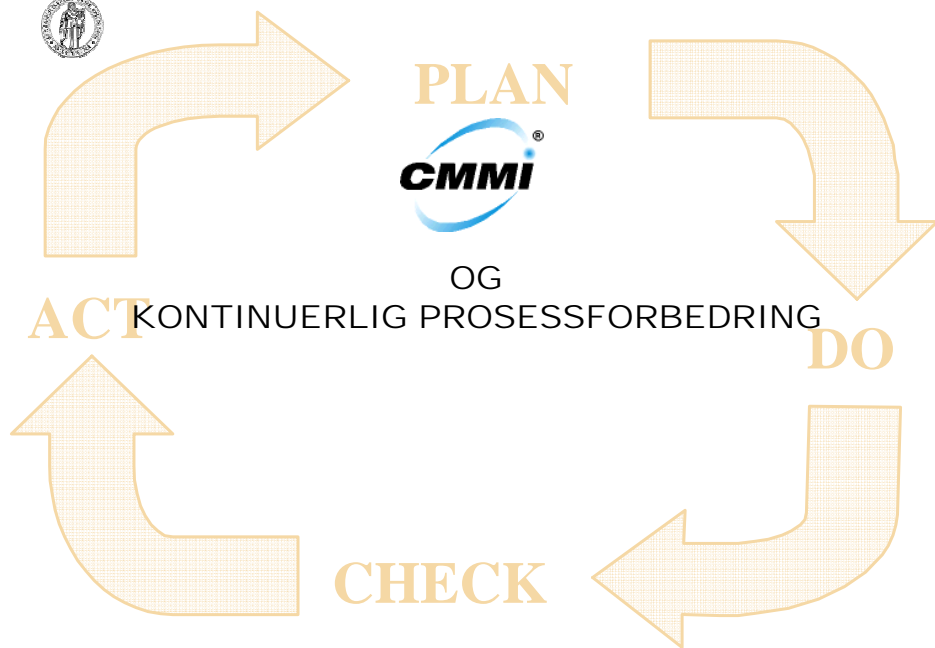 PLAN
CMMI®
OG
KONTINUERLIG PROSESSFORBEDRING
ACT
DO
CHECK